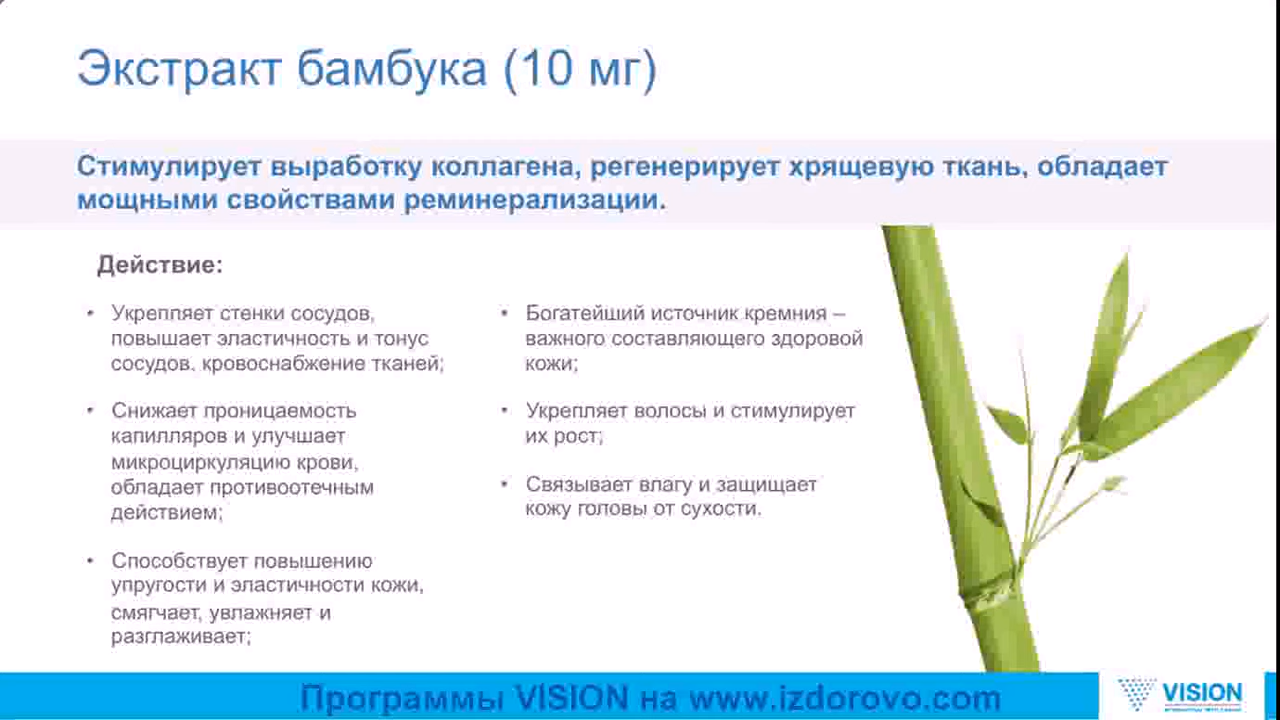 Экстракт бамбука (10 мг)
Стимулирует выработку коллагена, регенерирует хрящевую ткань, обладает
мощными свойствами реминерализации.
Действие:
• Укрепляет стенки сосудов,
повышает эластичность и тонус
сосудов. кровоснабжение тканей;
• Снижает проницаемость
капилляров и улучшает
микроциркуляцию крови,
обладает противоотечным
действием;
• Способствует повышению
упругости и эластичности кожи,
смягчает, увлажняет и
разглаживает;
• Богатейший источник кремния –
важного составляющего здоровой
кожи;
• Укрепляет волосы и стимулирует
их рост;
• Связывает влагу и защищает
кожу головы от сухости.
Программы VISION на www.izdorovo.com
VISION